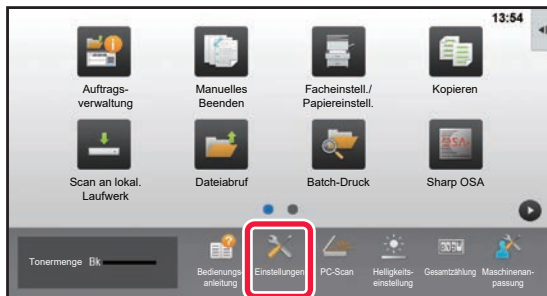 13:54
Auftrags-
verwaltung
Manuelles
Beenden
Facheinstell./
Papiereinstell.
Kopieren
Scan an lokal.
Laufwerk
Dateiabruf
Batch-Druck
Sharp OSA
Tonermenge Bk
Bedienungs-
anleitung
Einstellungen
PC-Scan
Helligkeits-
einstellung
Gesamtzählung
Maschinenan-
passung